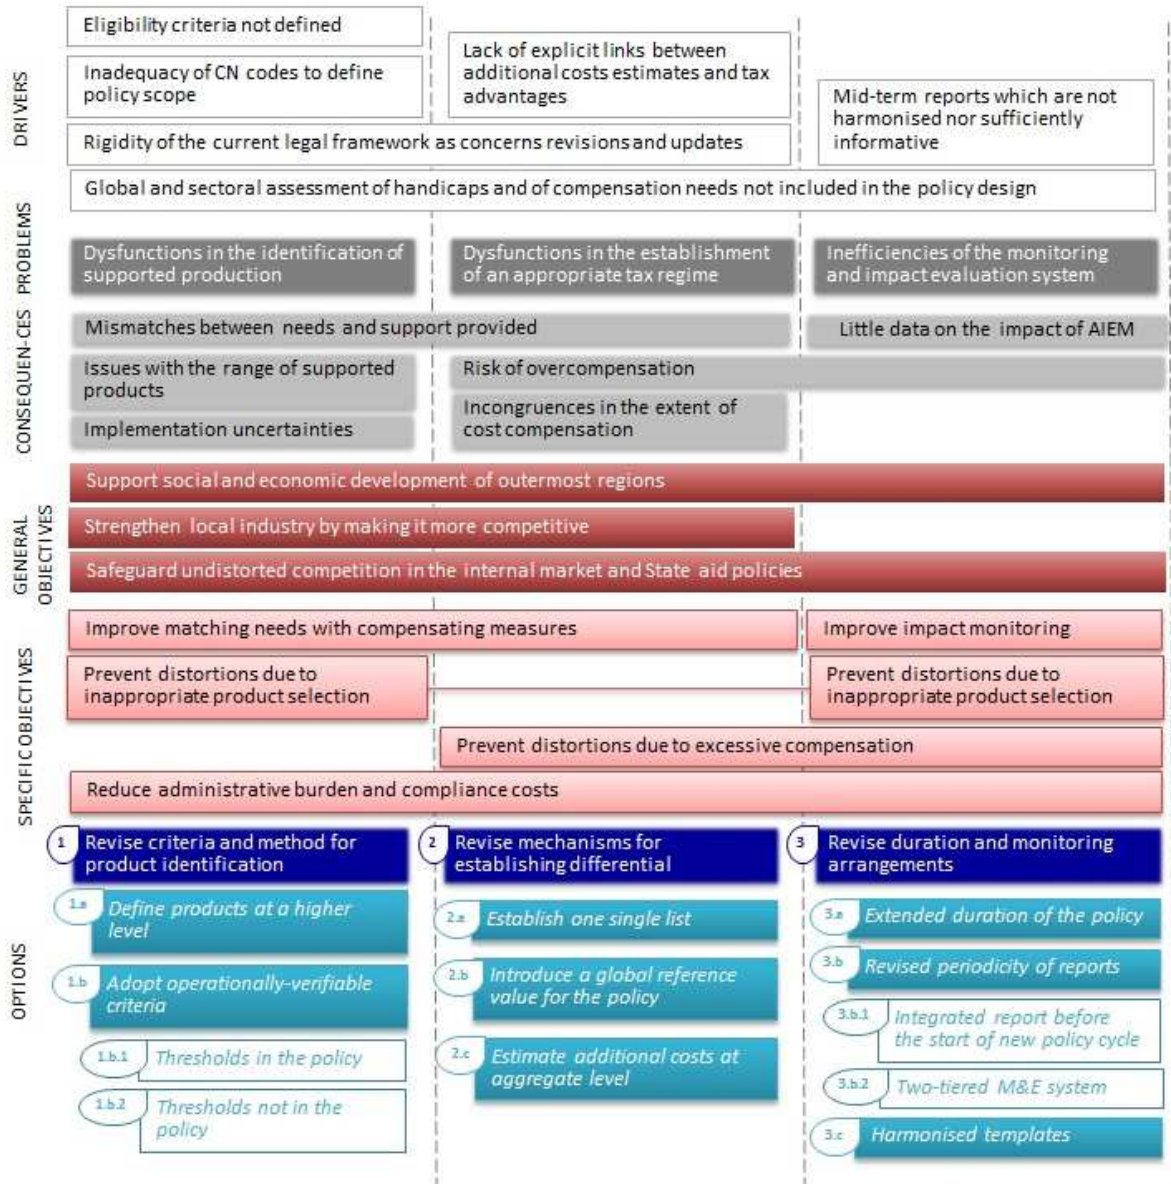 DRIVERS
Eligibility criteria not defined
Inadequacy of CN codes to define
policy scope
Lack of explicit links between
additional costs estimates and tax
advantages
Mid-term reports which are not
harmonised nor sufficiently
informative
Rigidity of the current legal framework as concerns revisions and updates
Global and sectoral assessment of handicaps and of compensation needs not included in the policy design
PROBLEMS
Dysfunctions in the identification of
supported production
Dysfunctions in the establishment
of an appropriate tax regime
Inefficiencies of the monitoring
and impact evaluation system
CONSEQUEN-CES
Mismatches between needs and support provided
Little data on the impact of AIEM
Issues with the range of supported
products
Risk of overcompensation
Implementation uncertainties
Incongruences in the extent of
cost compensation
GENERAL
OBJECTIVES
Support social and economic development of outermost regions
Strengthen local industry by making it more competitive
Safeguard undistorted competition in the internal market and State aid policies
SPECIFIC OBJECTIVES
Improve matching needs with compensating measures
Improve impact monitoring
Prevent distortions due to
inappropriate product selection
Prevent distortions due to
inappropriate product selection
Prevent distortions due to excessive compensation
Reduce administrative burden and compliance costs
OPTIONS
1 Revise criteria and method for
product identification
1.a Define products at a higher
level
1.b Adopt operationally-verifiable
criteria
1.b.1 Thresholds in the policy
1.b.2 Thresholds not in the
policy
2 Revise mechanisms for
establishing differential
2.a Establish one single list
2.b Introduce a global reference
value for the policy
2.c Estimate additional costs at
aggregate level
3 Revise duration and monitoring
arrangements
3.a Extended duration of the policy
3.b Revised periodicity of reports
3.b.1 Integrated report before
the start of new policy cycle
3.b.2 Two-tiered M&E system
3.c Harmonised templates